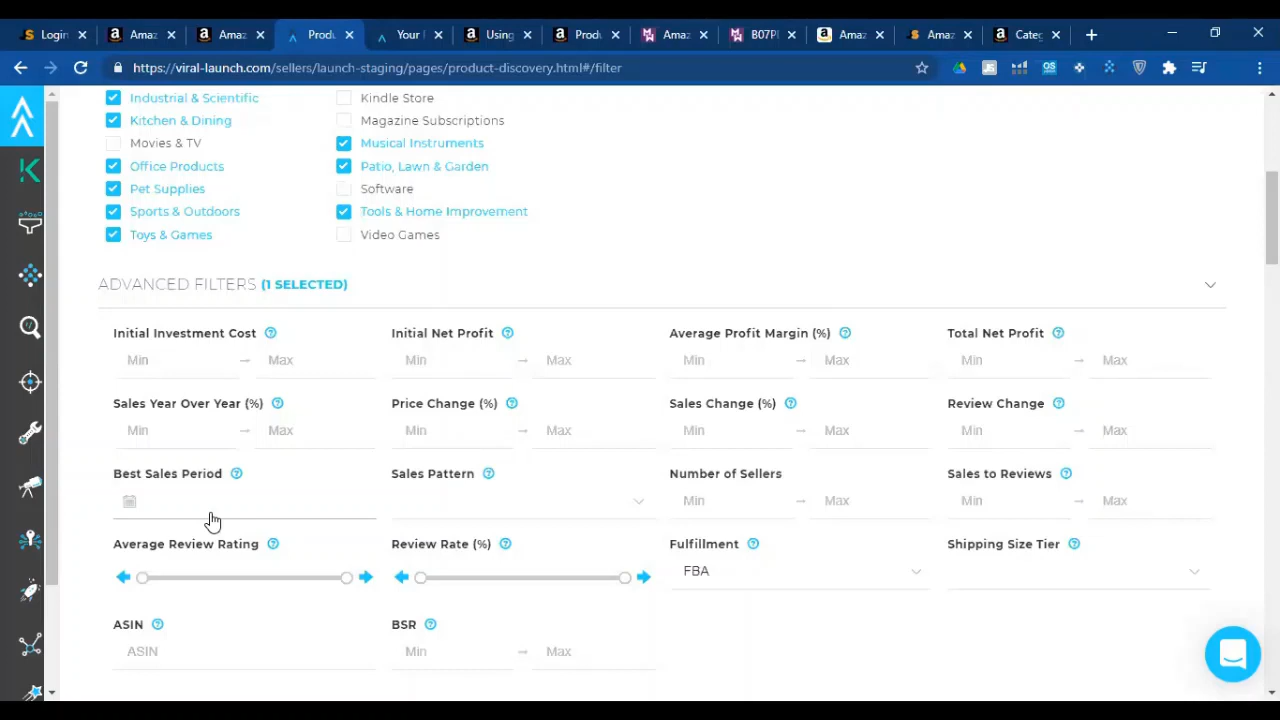 Login
Amaz
Amaz
Produ
Your l
Using
Produ
Amaz
B07Pl
Amaz
Amaz
Categ
https://viral-launch.com/sellers/launch-staging/pages/product-discovery.html#/filter
QS
Industrial & Scientific
Kindle Store
Kitchen & Dining
Magazine Subscriptions
Movies & TV
Musical Instruments
Office Products
Patio, Lawn & Garden
Pet Supplies
Software
Sports & Outdoors
Tools & Home Improvement
Toys & Games
Video Games
ADVANCED FILTERS (1 SELECTED)
Initial Investment Cost
Initial Net Profit
Average Profit Margin (%)
Total Net Profit
Min → Max
Min → Max
Min → Max
Min → Max
Sales Year Over Year (%)
Price Change (%)
Sales Change (%)
Review Change
Min → Max
Min → Max
Min → Max
Min → Max
Best Sales Period
Sales Pattern
Number of Sellers
Sales to Reviews
Min → Max
Min → Max
Average Review Rating
Review Rate (%)
Fulfillment
Shipping Size Tier
FBA
ASIN
BSR
ASIN
Min → Max